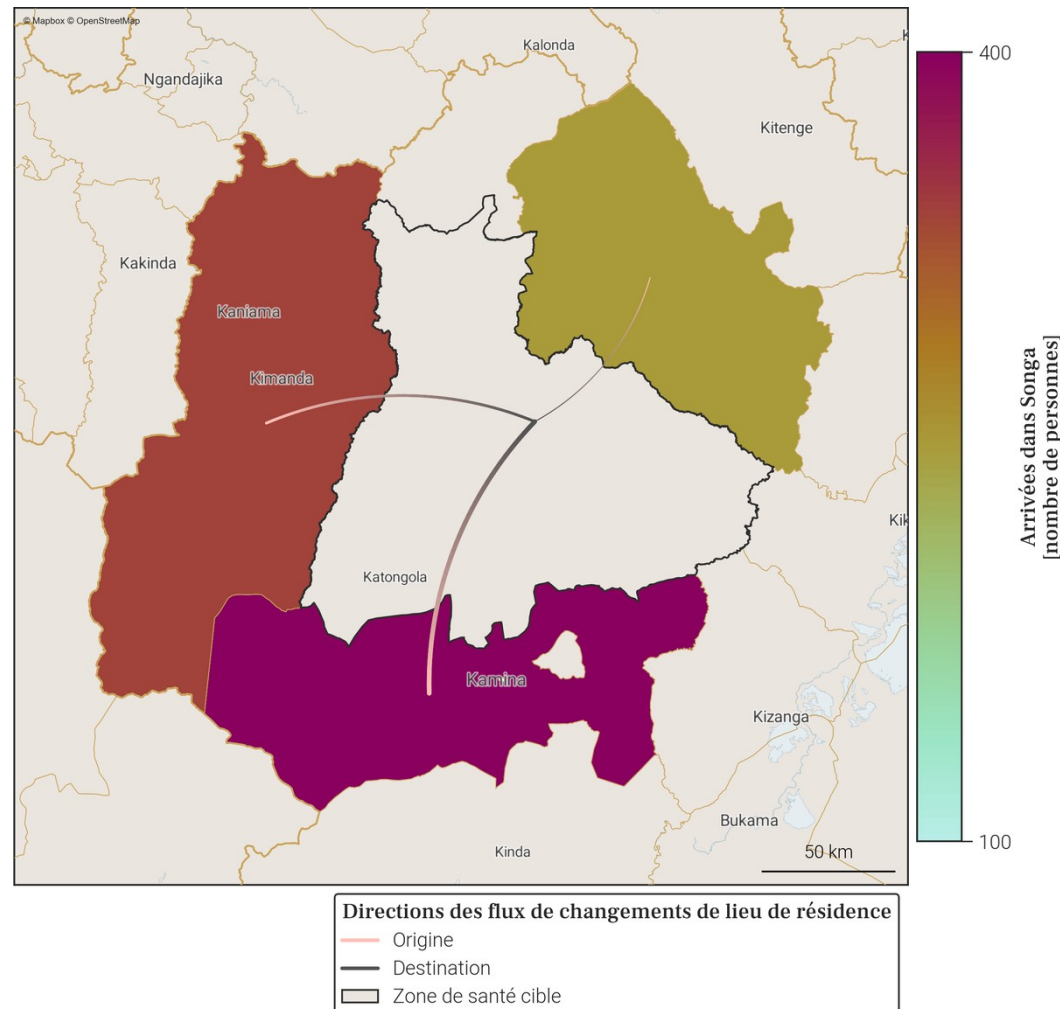 © Mapbox © OpenStreetMap
Kalonda
Ngandajika
Kitenge
Kakinda
Kaniama
Kimanda
Kik
Katongola
Kamina
Kizanga
Bukama
Kinda
50 km
400
100
Arrivées dans Songa
[nombre de personnes]
Directions des flux de changements de lieu de résidence
Origine
Destination
Zone de santé cible